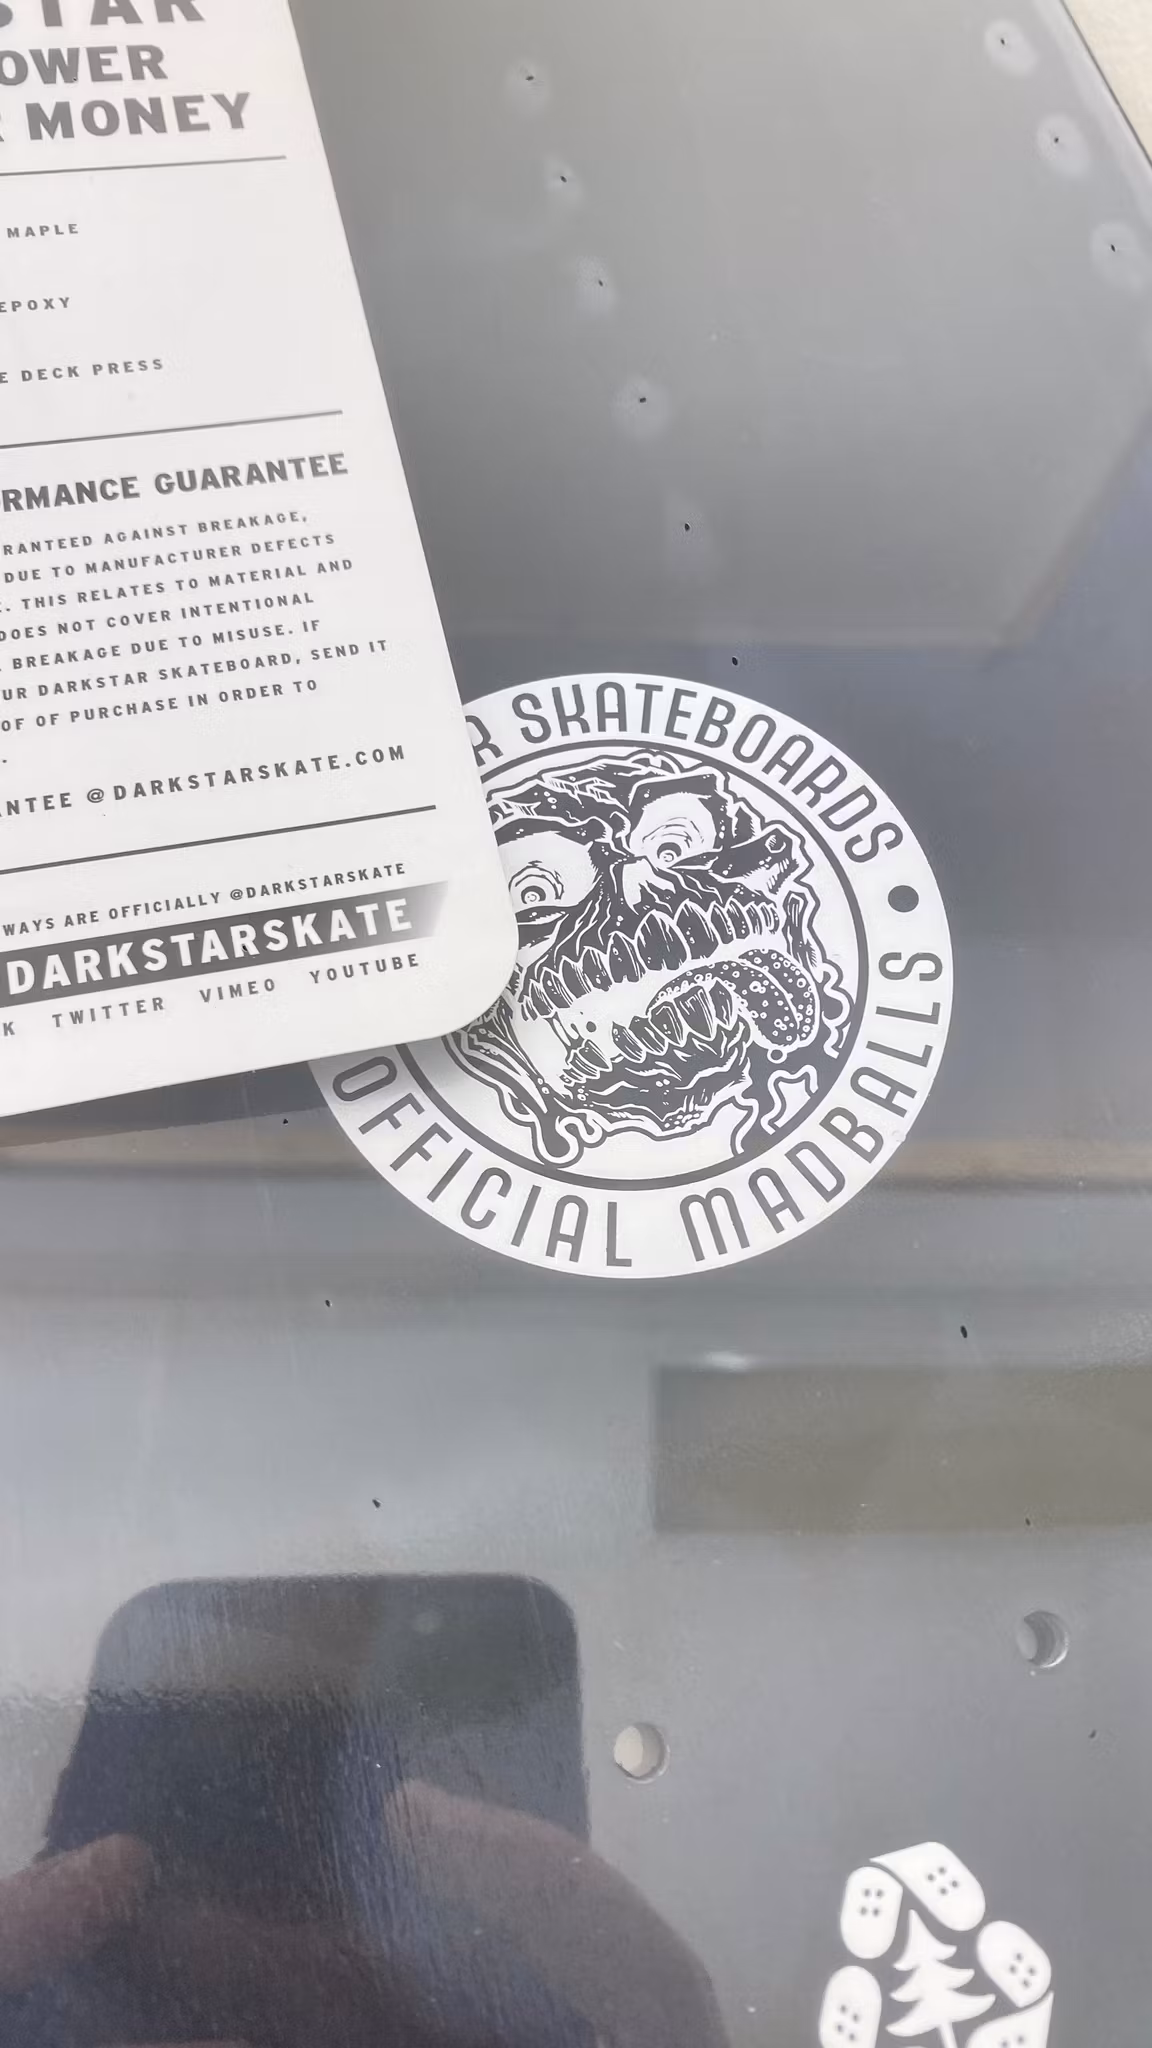 STAR
OWER
R MONEY
MAPLE
EPOXY
E DECK PRESS
ORMANCE GUARANTEE
RANTEED AGAINST BREAKAGE,
DUE TO MANUFACTURER DEFECTS
. THIS RELATES TO MATERIAL AND
DOES NOT COVER INTENTIONAL
BREAKAGE DUE TO MISUSE. IF
UR DARKSTAR SKATEBOARD, SEND IT
OF OF PURCHASE IN ORDER TO
.
ANTEE @DARKSTARSKATE.COM
WAYS ARE OFFICIALLY @DARKSTARSKATE
DARKSTARSKATE
K TWITTER VIMEO YOUTUBE
R SKATEBOARDS •
OFFICIAL MADBALLS